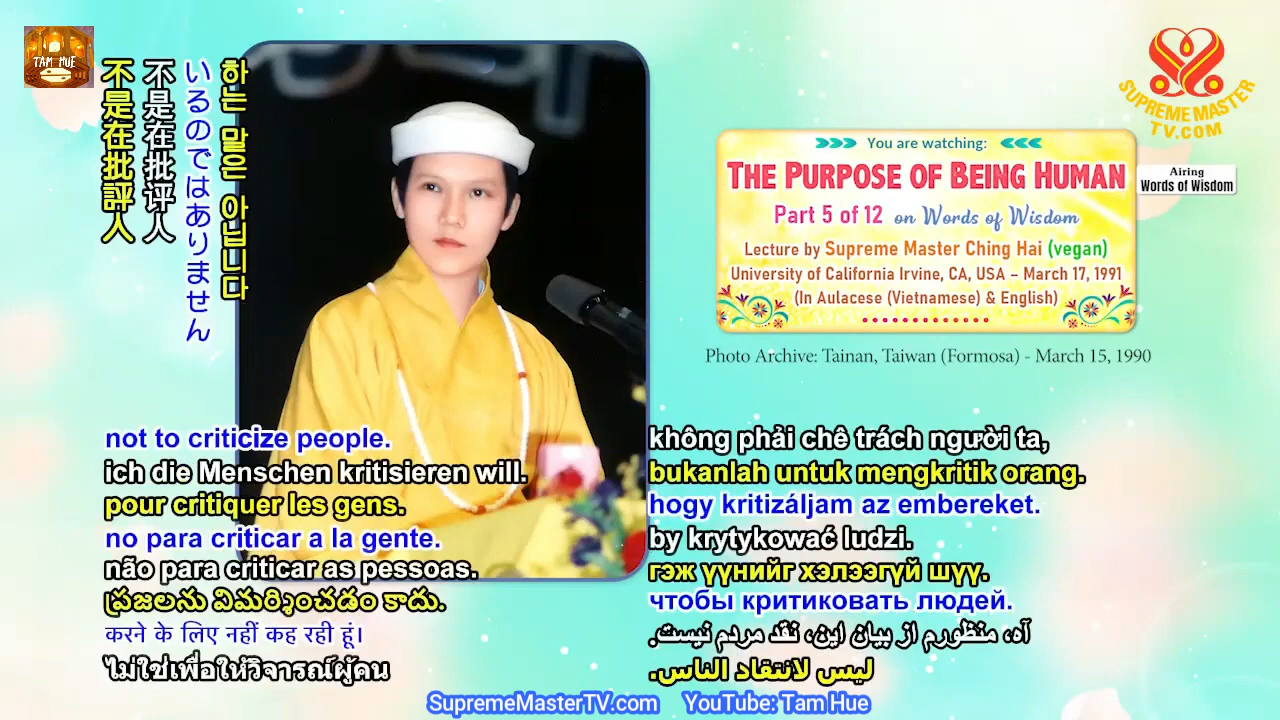 TAM HUE
不是在批評人
不是在批评人
いるのではありません
하는 말은 아닙니다
SUPREME MASTER
TV.COM
You are watching:
THE PURPOSE OF BEING HUMAN
Part 5 of 12 on Words of Wisdom
Lecture by Supreme Master Ching Hai (vegan)
University of California Irvine, CA, USA – March 17, 1991
(In Aulacese (Vietnamese) & English)
Airing
Words of Wisdom
Photo Archive: Tainan, Taiwan (Formosa) - March 15, 1990
not to criticize people.
ich die Menschen kritisieren will.
pour critiquer les gens.
no para criticar a la gente.
não para criticar as pessoas.
ప్రజలను విమర్శించడం కాదు.
करने के लिए नहीं कह रही हूं।
ไม่ใช่เพื่อให้วิจารณ์ผู้คน
không phải chê trách người ta,
bukanlah untuk mengkritik orang.
hogy kritizáljam az embereket.
by krytykować ludzi.
гэж үүнийг хэлээгүй шүү.
чтобы критиковать людей.
آه، منظورم از بیان این، نقد مردم نیست.
ليس لانتقاد الناس.
SupremeMasterTV.com YouTube: Tam Hue